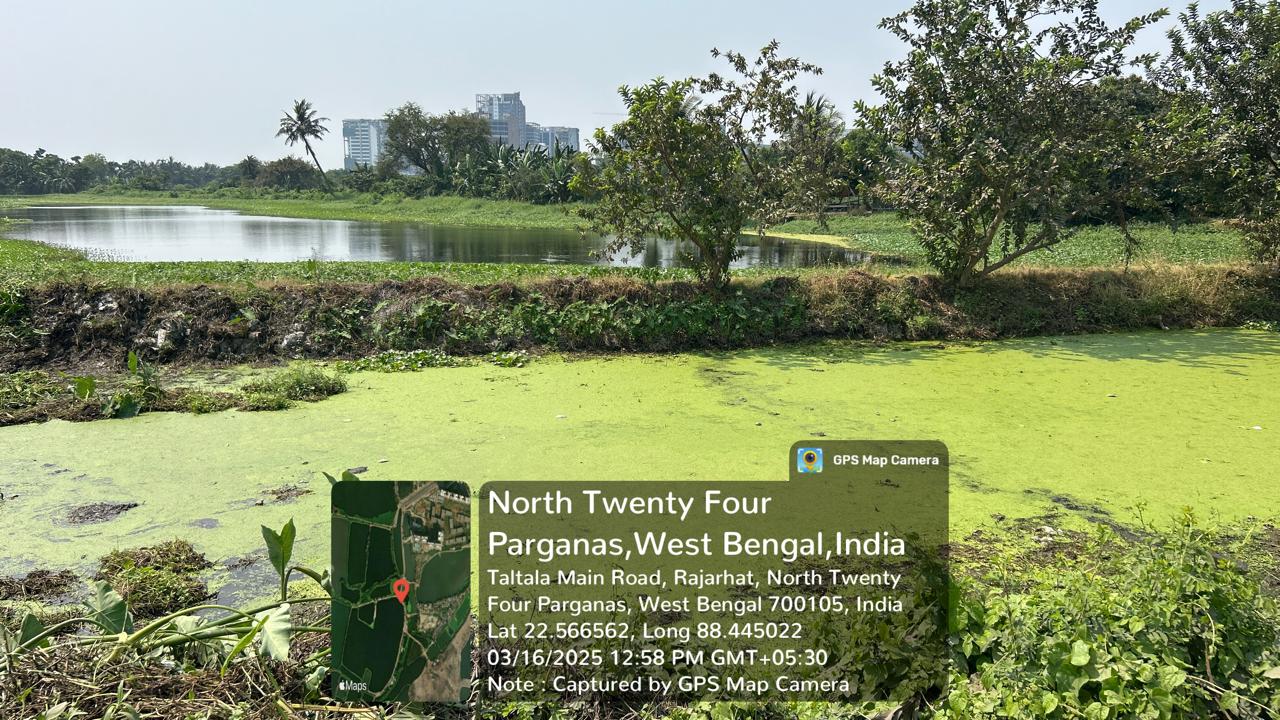 GPS Map Camera
North Twenty Four
Parganas,West Bengal,India
Taltala Main Road, Rajarhat, North Twenty
Four Parganas, West Bengal 700105, India
Lat 22.566562, Long 88.445022
03/16/2025 12:58 PM GMT+05:30
Note : Captured by GPS Map Camera
Maps